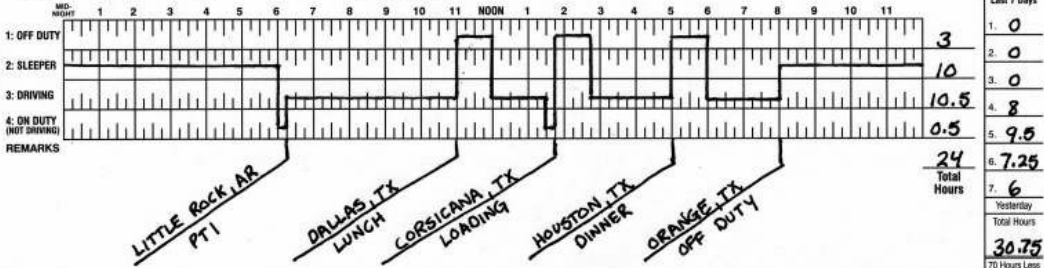 MID-NIGHT 1 2 3 4 5 6 7 8 9 10 11 NOON 1 2 3 4 5 6 7 8 9 10 11
Last 7 Days
1: OFF DUTY
3
2: SLEEPER
10
3: DRIVING
10.5
4: ON DUTY
(NOT DRIVING)
0.5
REMARKS
24
Total
Hours
LITTLE ROCK, AR
PTI
DALLAS, TX
LUNCH
CORSICANA, TX
LOADING
HOUSTON, TX
DINNER
ORANGE, TX
OFF DUTY
1. 0
2. 0
3. 0
4. 8
5. 9.5
6. 7.25
7. 6
Yesterday
Total Hours
30.75
70 Hours Less